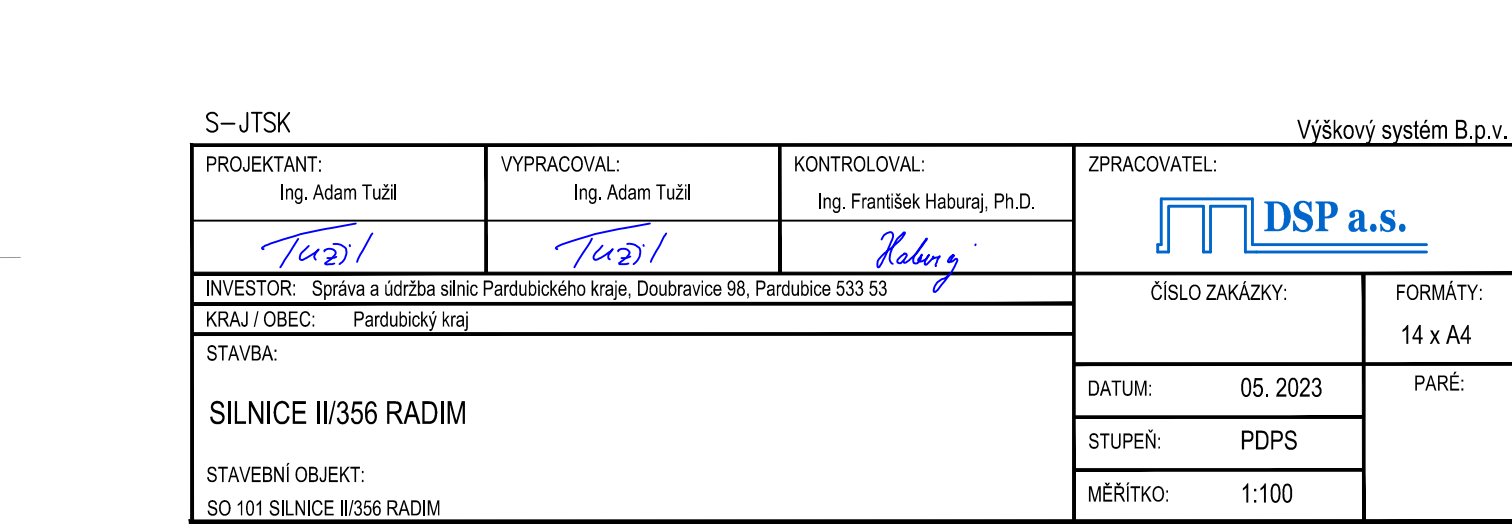 S-JTSK
Výškový systém B.p.v.
PROJEKTANT:
Ing. Adam Tužil
Tužil
VYPRACOVAL:
Ing. Adam Tužil
Tužil
KONTROLOVAL:
Ing. František Haburaj, Ph.D.
Haburaj
ZPRACOVATEL:
DSP a.s.
INVESTOR: Správa a údržba silnic Pardubického kraje, Doubravice 98, Pardubice 533 53
KRAJ / OBEC: Pardubický kraj
STAVBA:
SILNICE II/356 RADIM
STAVEBNÍ OBJEKT:
SO 101 SILNICE II/356 RADIM
ČÍSLO ZAKÁZKY:
FORMÁTY:
14 x A4
DATUM: 05. 2023
PARÉ:
STUPEŇ: PDPS
MĚŘÍTKO: 1:100